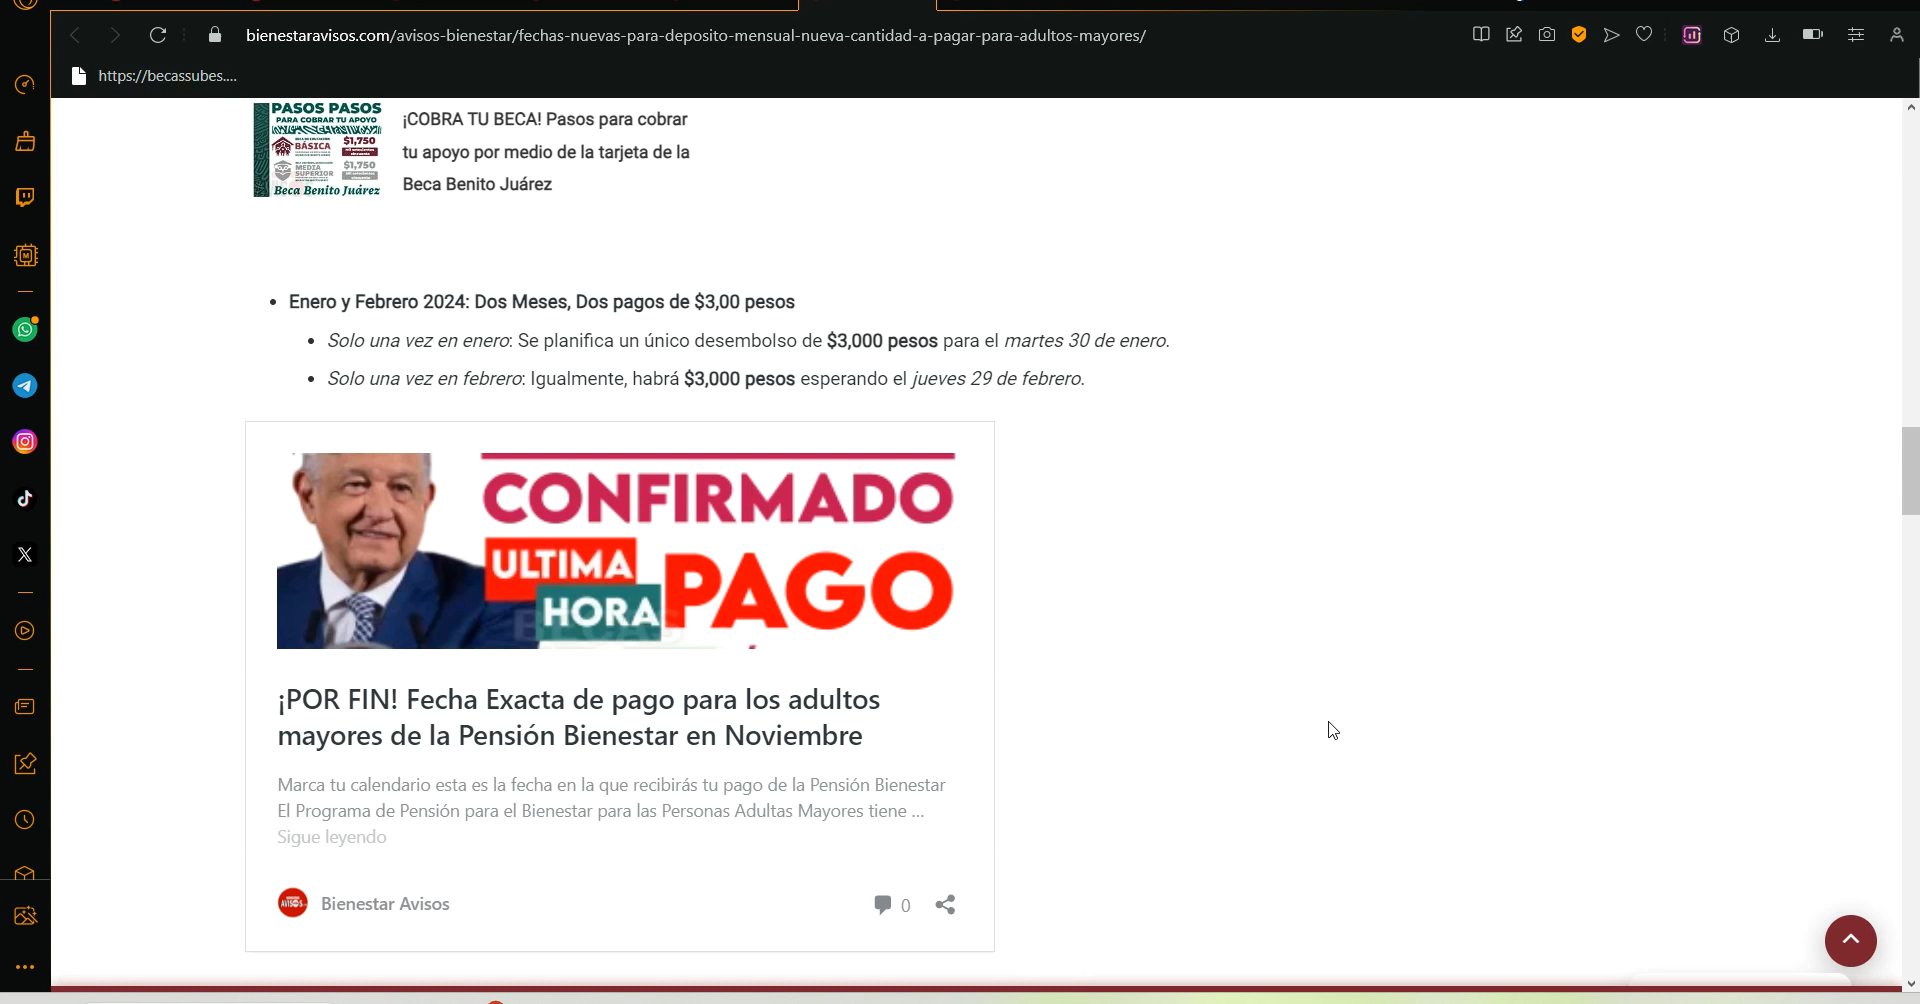 bienestaravisos.com/avisos-bienestar/fechas-nuevas-para-deposito-mensual-nueva-cantidad-a-pagar-para-adultos-mayores/
https://becassubes....
PASOS PASOS
PARA COBRAR TU APOYO
BÁSICA
$1,750
MEDIA
SUPERIOR
$1,750
Beca Benito Juárez
¡COBRA TU BECA! Pasos para cobrar
tu apoyo por medio de la tarjeta de la
Beca Benito Juárez
• Enero y Febrero 2024: Dos Meses, Dos pagos de $3,00 pesos
• Solo una vez en enero: Se planifica un único desembolso de $3,000 pesos para el martes 30 de enero.
• Solo una vez en febrero: Igualmente, habrá $3,000 pesos esperando el jueves 29 de febrero.
CONFIRMADO
ULTIMA
HORA
PAGO
¡POR FIN! Fecha Exacta de pago para los adultos
mayores de la Pensión Bienestar en Noviembre
Marca tu calendario esta es la fecha en la que recibirás tu pago de la Pensión Bienestar
El Programa de Pensión para el Bienestar para las Personas Adultas Mayores tiene ...
Sigue leyendo
AVISOS
Bienestar Avisos
0